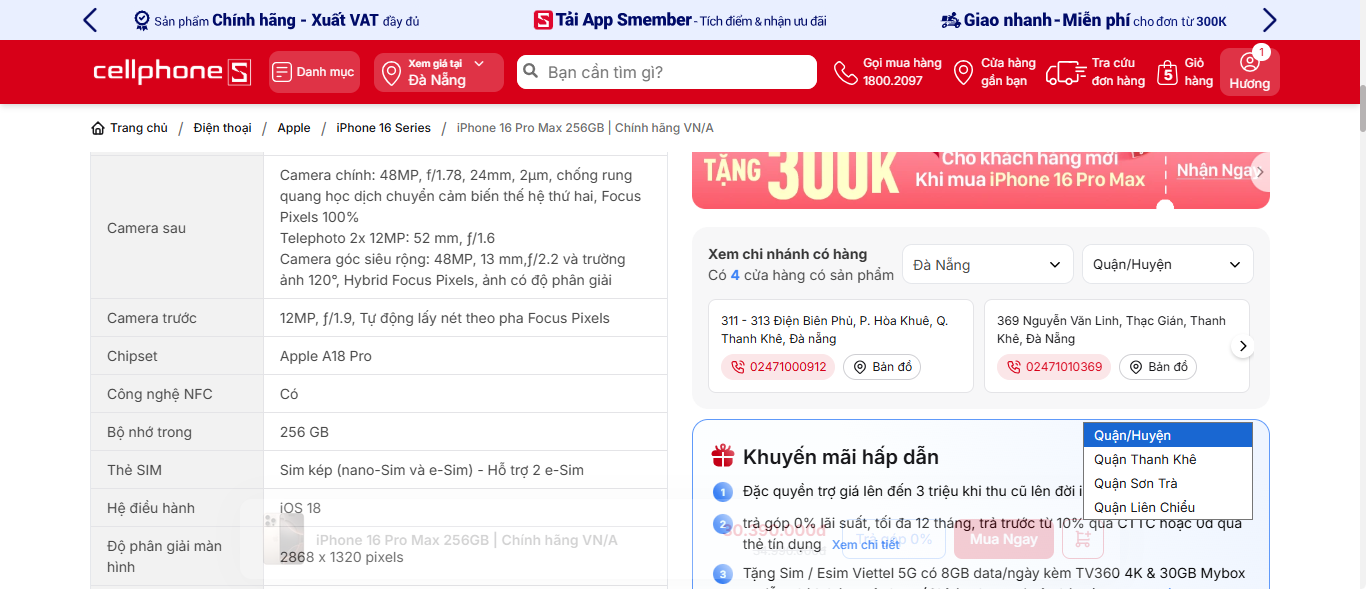 Sản phẩm Chính hãng - Xuất VAT đầy đủ
S Tải App Smember - Tích điểm & nhận ưu đãi
Giao nhanh - Miễn phí cho đơn từ 300K
cellphoneS
Danh mục
Xem giá tại
Đà Nẵng
Bạn cần tìm gì?
Gọi mua hàng
1800.2097
Cửa hàng
gần bạn
Tra cứu
đơn hàng
5
Giỏ
hàng
1
Hương
Trang chủ / Điện thoại / Apple / iPhone 16 Series / iPhone 16 Pro Max 256GB | Chính hãng VN/A
Camera sau
Camera chính: 48MP, f/1.78, 24mm, 2µm, chống rung
quang học dịch chuyển cảm biến thế hệ thứ hai, Focus
Pixels 100%
Telephoto 2x 12MP: 52 mm, ƒ/1.6
Camera góc siêu rộng: 48MP, 13 mm,ƒ/2.2 và trường
ảnh 120°, Hybrid Focus Pixels, ảnh có độ phân giải
Camera trước
12MP, ƒ/1.9, Tự động lấy nét theo pha Focus Pixels
Chipset
Apple A18 Pro
Công nghệ NFC
Có
Bộ nhớ trong
256 GB
Thẻ SIM
Sim kép (nano-Sim và e-Sim) - Hỗ trợ 2 e-Sim
Hệ điều hành
iOS 18
Độ phân giải màn
hình
2868 x 1320 pixels
iPhone 16 Pro Max 256GB | Chính hãng VN/A
TẶNG 300K
Cho khách hàng mới
Khi mua iPhone 16 Pro Max
Nhận Ngay
Xem chi nhánh có hàng
Có 4 cửa hàng có sản phẩm
Đà Nẵng
Quận/Huyện
311 - 313 Điện Biên Phủ, P. Hòa Khuê, Q.
Thanh Khê, Đà nẵng
02471000912
Bản đồ
369 Nguyễn Văn Linh, Thạc Gián, Thanh
Khê, Đà Nẵng
02471010369
Bản đồ
Quận/Huyện
Quận Thanh Khê
Quận Sơn Trà
Quận Liên Chiểu
Khuyến mãi hấp dẫn
1 Đặc quyền trợ giá lên đến 3 triệu khi thu cũ lên đời
2 trả góp 0% lãi suất, tối đa 12 tháng, trả trước từ 10% qua CTTC hoặc 0đ qua
thẻ tín dụng Xem chi tiết
30.390.000đ
Trả góp 0%
Mua Ngay
3 Tặng Sim / Esim Viettel 5G có 8GB data/ngày kèm TV360 4K & 30GB Mybox